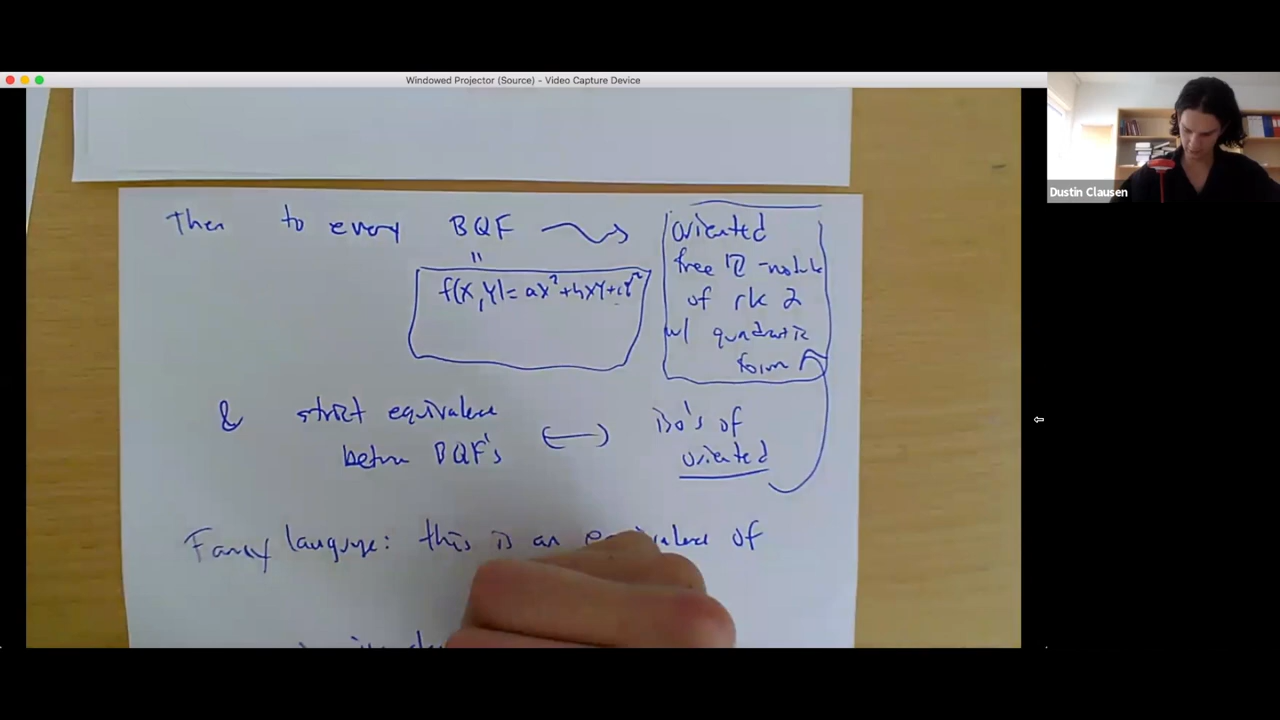 Windowed Projector (Source) - Video Capture Device
Dustin Clausen
Then to every BQF
"
f(X,Y)= aX²+bXY+cY²
oriented
free ℤ -module
of rk 2
w/ quadratic
form
& strict equivalence
between BQF's
iso's of
oriented
Fancy language: this is an equivalence of